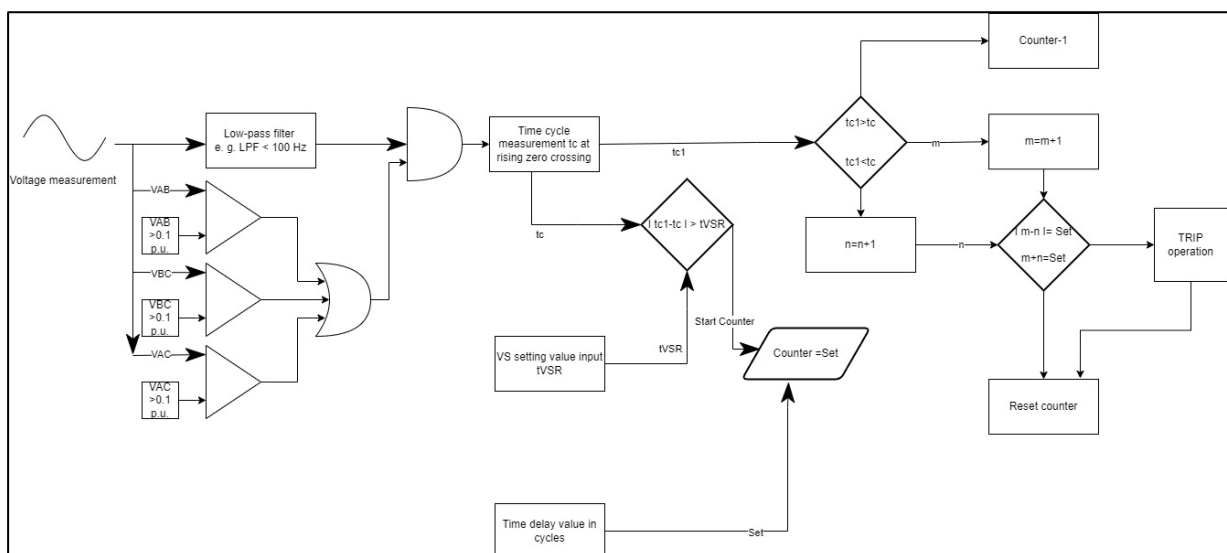 Voltage measurement
Low-pass filter
e. g. LPF < 100 Hz
VAB
VAB
>0.1
p.u.
VBC
VBC
>0.1
p.u.
VAC
VAC
>0.1
p.u.
Time cycle
measurement tc at
rising zero crossing
tc1
tc
I tc1-tc I > tVSR
VS setting value input
tVSR
tVSR
Start Counter
Counter =Set
Time delay value in
cycles
Set
tc1>tc
tc1<tc
Counter-1
m
m=m+1
n=n+1
n
I m-n I= Set
m+n=Set
TRIP
operation
Reset counter